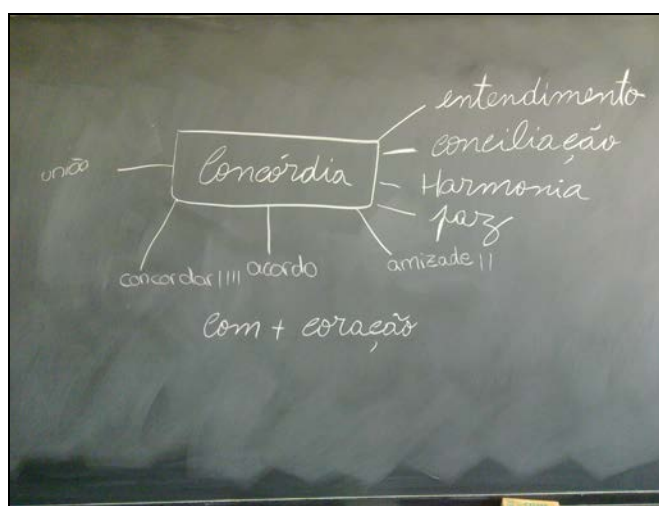 entendimento
conciliação
união
Concórdia
Harmonia
paz
concordar||||
acordo
amizade||
Com + coração